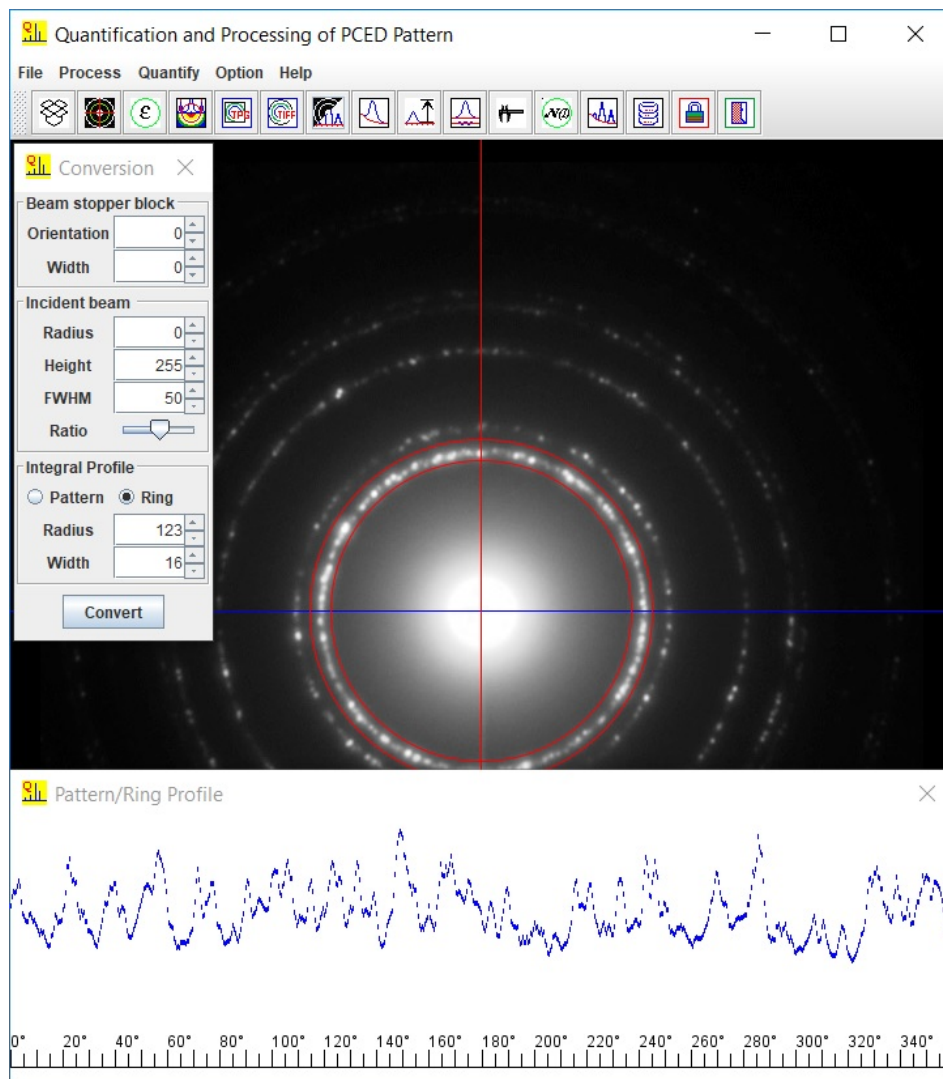 Quantification and Processing of PCED Pattern
File Process Quantify Option Help
ε TPG TIFF
Conversion
Beam stopper block
Orientation 0
Width 0
Incident beam
Radius 0
Height 255
FWHM 50
Ratio
Integral Profile
Pattern Ring
Radius 123
Width 16
Convert
Pattern/Ring Profile
0° 20° 40° 60° 80° 100° 120° 140° 160° 180° 200° 220° 240° 260° 280° 300° 320° 340°